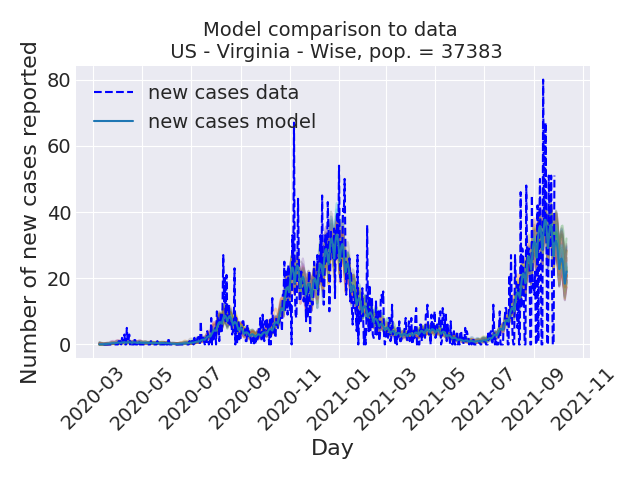 Model comparison to data
US - Virginia - Wise, pop. = 37383
Number of new cases reported
80
60
40
20
0
new cases data
new cases model
2020-03
2020-05
2020-07
2020-09
2020-11
2021-01
2021-03
2021-05
2021-07
2021-09
2021-11
Day